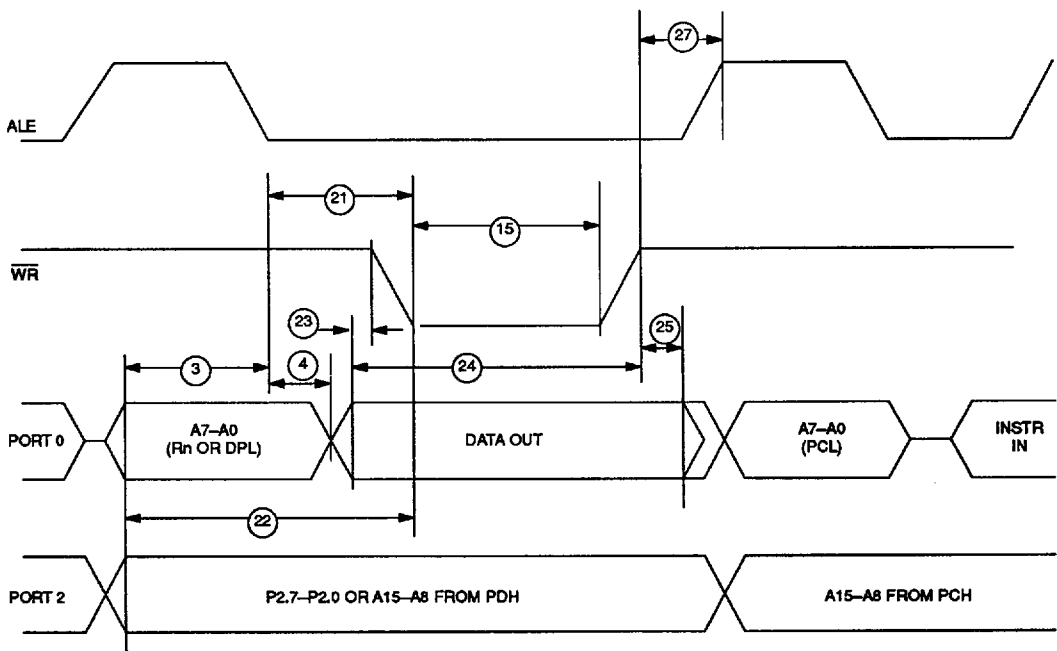 27
ALE
21
15
WR
23
25
3
4
24
PORT 0
A7–A0
(Rn OR DPL)
DATA OUT
A7–A0
(PCL)
INSTR
IN
22
PORT 2
P2.7–P2.0 OR A15–A8 FROM PDH
A15–A8 FROM PCH